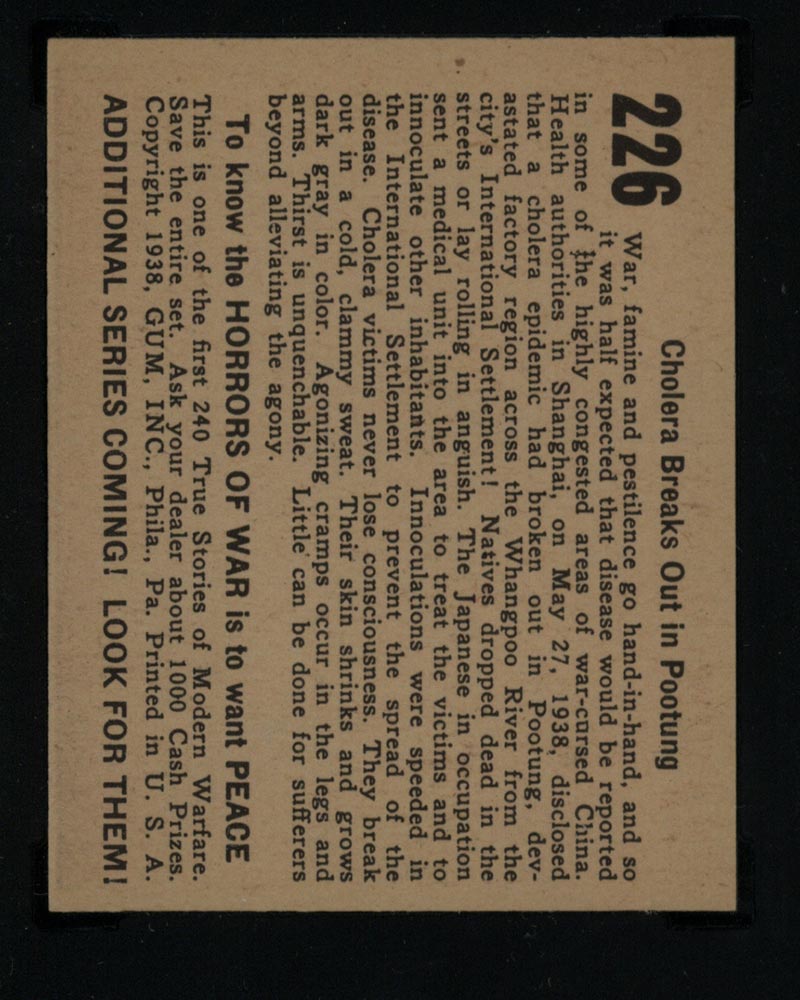 226
Cholera Breaks Out in Pootung
War, famine and pestilence go hand-in-hand, and so
it was half expected that disease would be reported
in some of the highly congested areas of war-cursed China.
Health authorities in Shanghai, on May 27, 1938, disclosed
that a cholera epidemic had broken out in Pootung, dev-
astated factory region across the Whangpoo River from the
city's International Settlement! Natives dropped dead in the
streets or lay rolling in anguish. The Japanese in occupation
sent a medical unit into the area to treat the victims and to
innoculate other inhabitants. Innoculations were speeded in
the International Settlement to prevent the spread of the
disease. Cholera victims never lose consciousness. They break
out in a cold, clammy sweat. Their skin shrinks and grows
dark gray in color. Agonizing cramps occur in the legs and
arms. Thirst is unquenchable. Little can be done for sufferers
beyond alleviating the agony.
To know the HORRORS OF WAR is to want PEACE
This is one of the first 240 True Stories of Modern Warfare.
Save the entire set. Ask your dealer about 1000 Cash Prizes.
Copyright 1938, GUM, INC., Phila., Pa. Printed in U. S. A.
ADDITIONAL SERIES COMING! LOOK FOR THEM!